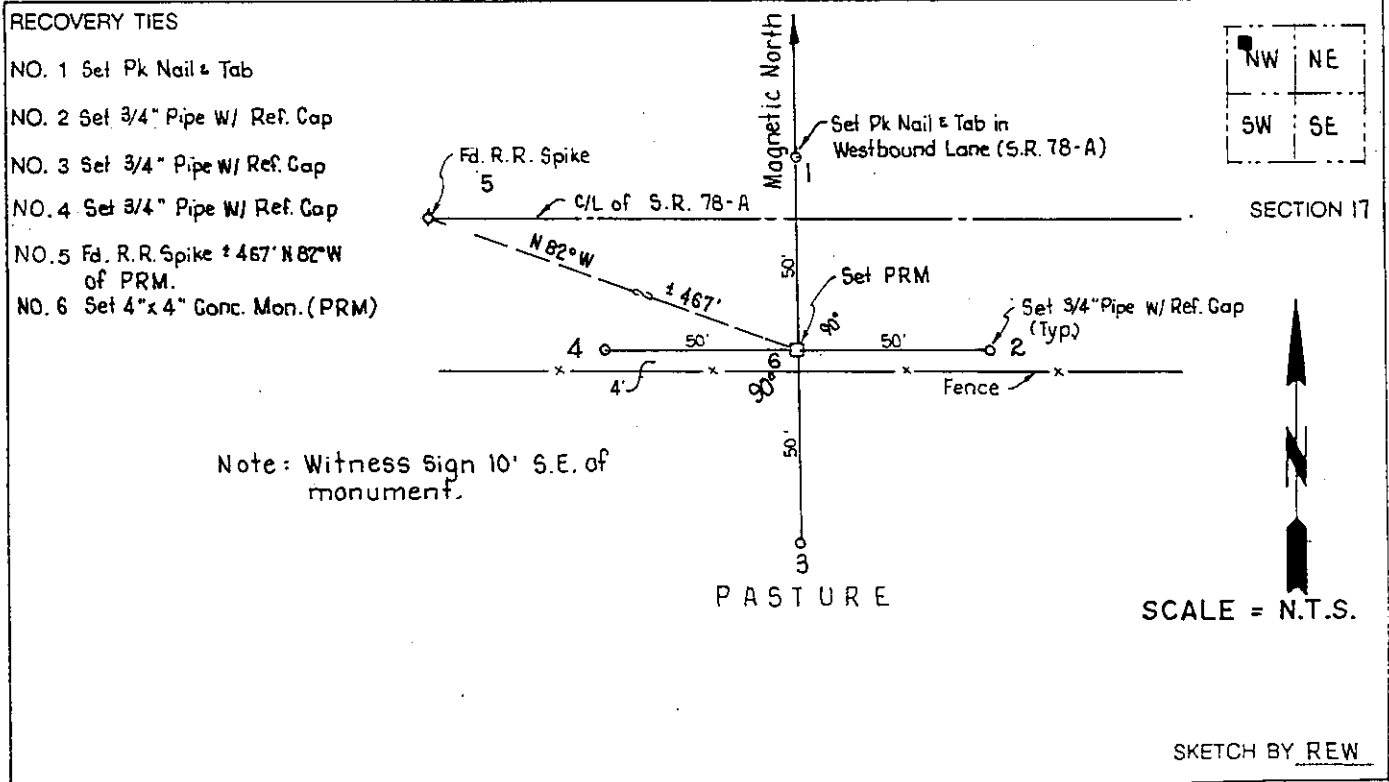 RECOVERY TIES
NO. 1 Set Pk Nail & Tab
NO. 2 Set 3/4" Pipe W/ Ref. Cap
NO. 3 Set 3/4" Pipe W/ Ref. Cap
NO. 4 Set 3/4" Pipe W/ Ref. Cap
NO. 5 Fd. R.R. Spike ± 467' N 82° W
of PRM.
NO. 6 Set 4" x 4" Conc. Mon. (PRM)
Magnetic North
Set Pk Nail & Tab in
Westbound Lane (S.R. 78-A)
1
Fd. R.R. Spike
5
C/L of S.R. 78-A
N 82° W
± 467'
50'
Set PRM
90°
Set 3/4" Pipe W/ Ref. Cap
(Typ.)
4
50'
6
50'
2
4'
90°
Fence
50'
3
PASTURE
Note: Witness Sign 10' S.E. of
monument.
NW NE
SW SE
SECTION 17
N
SCALE = N.T.S.
SKETCH BY REW